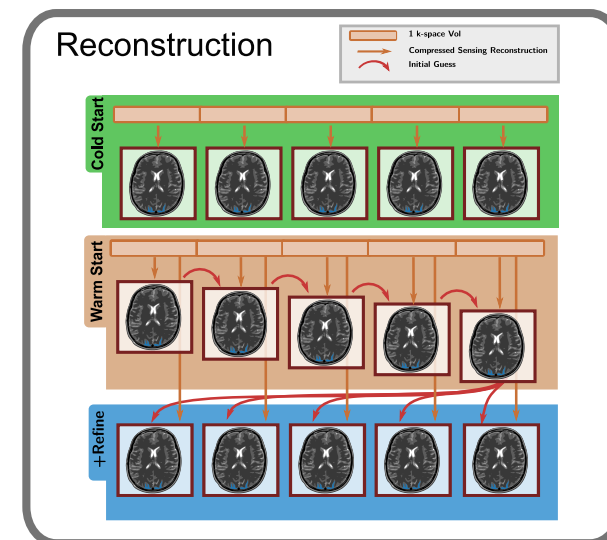 Reconstruction
1 k-space Vol
Compressed Sensing Reconstruction
Initial Guess
Cold Start
Warm Start
+Refine